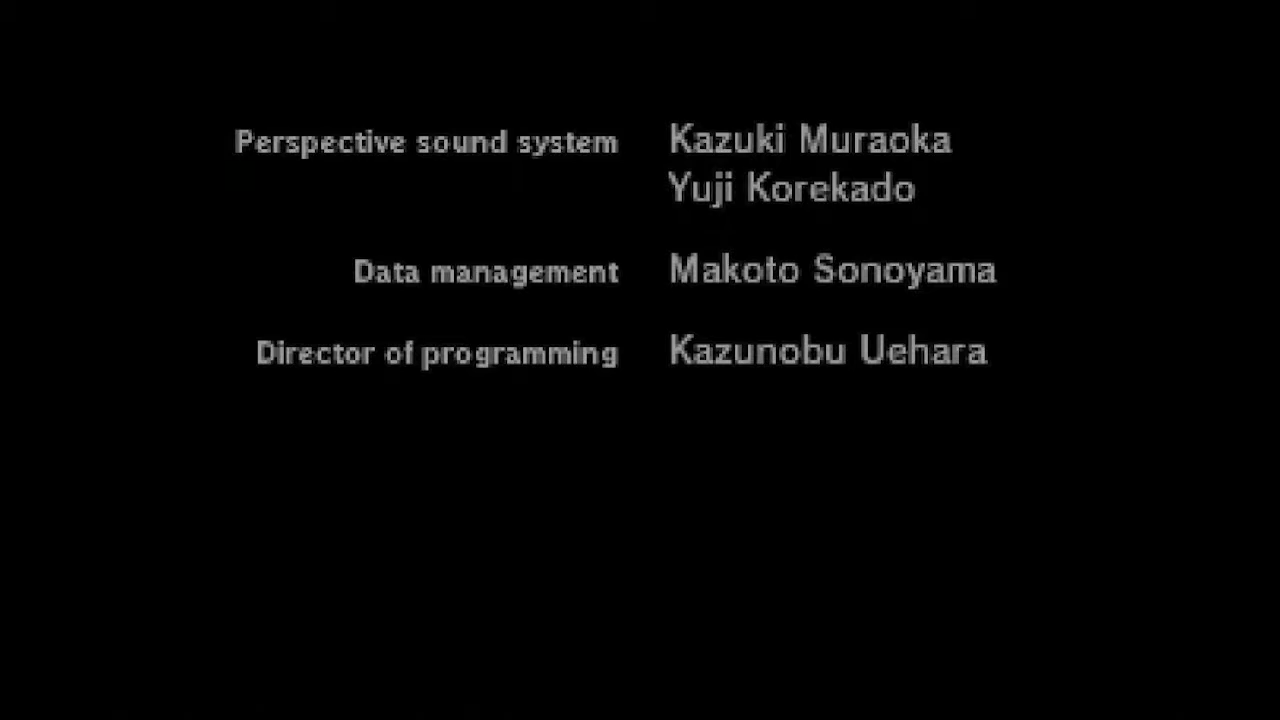 Perspective sound system Kazuki Muraoka
Yuji Korekado
Data management Makoto Sonoyama
Director of programming Kazunobu Uehara